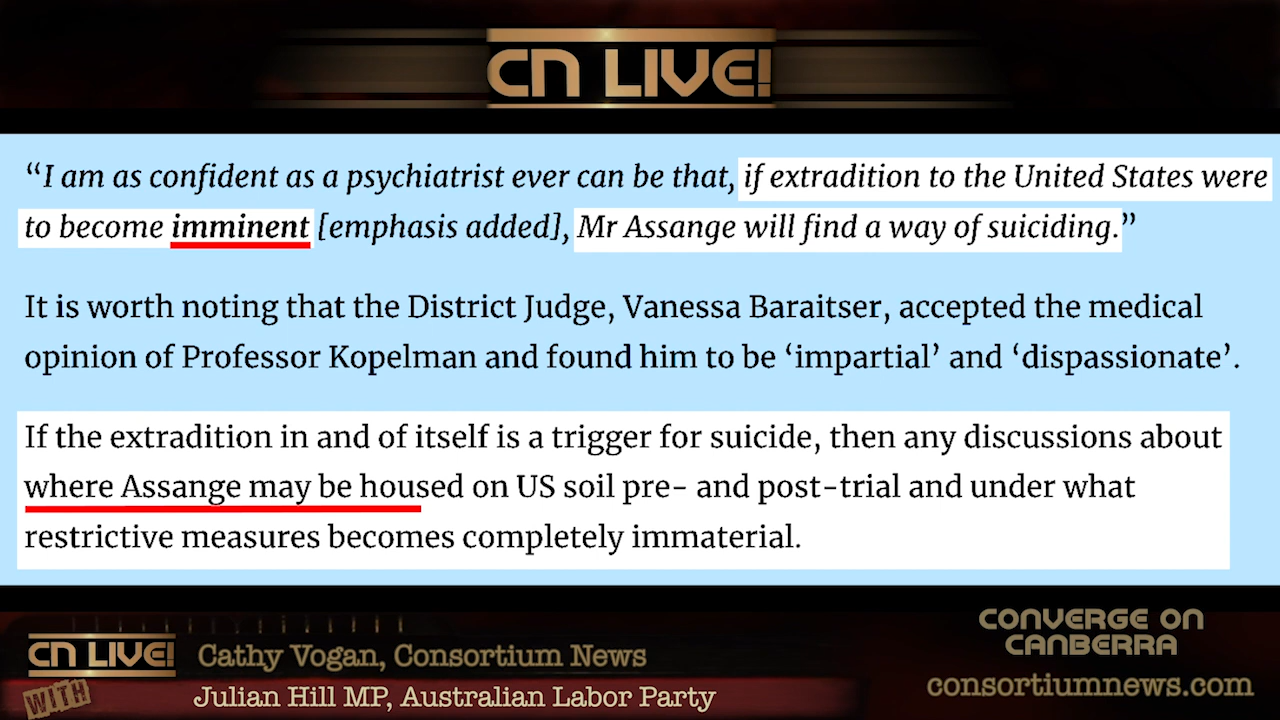 CN LIVE!
“I am as confident as a psychiatrist ever can be that, if extradition to the United States were
to become imminent [emphasis added], Mr Assange will find a way of suiciding.”
It is worth noting that the District Judge, Vanessa Baraitser, accepted the medical
opinion of Professor Kopelman and found him to be ‘impartial’ and ‘dispassionate’.
If the extradition in and of itself is a trigger for suicide, then any discussions about
where Assange may be housed on US soil pre- and post-trial and under what
restrictive measures becomes completely immaterial.
CN LIVE!
WITH
Cathy Vogan, Consortium News
Julian Hill MP, Australian Labor Party
CONVERGE ON
CANBERRA
consortiumnews.com